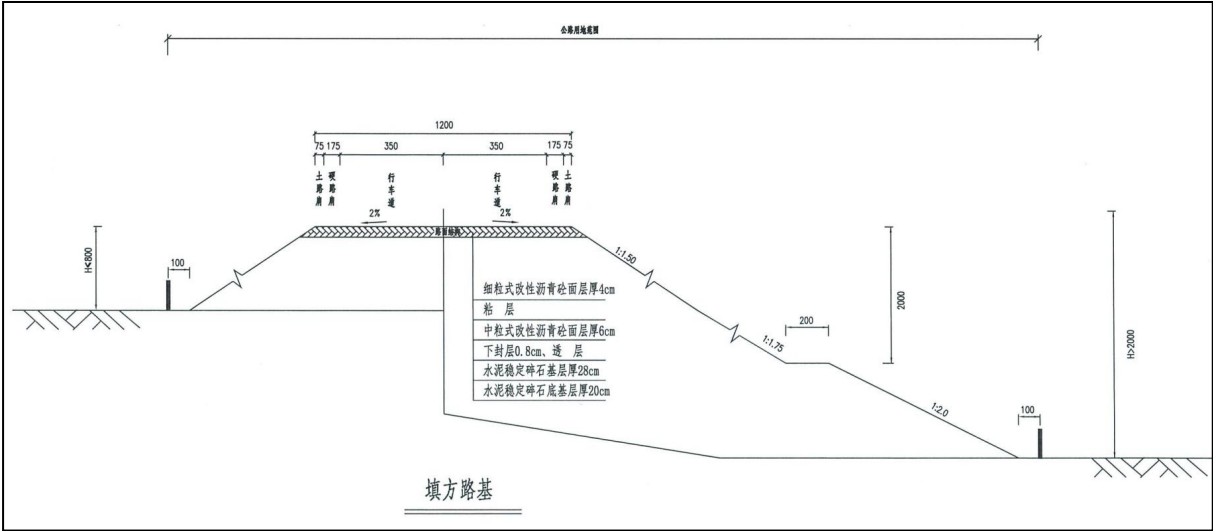 公路用地范围
1200
75 175 350 350 175 75
土路肩 硬路肩 行车道 行车道 硬路肩 土路肩
2% 2%
路面结构
H<800
100
1:1.50
细粒式改性沥青砼面层厚4cm
粘 层
中粒式改性沥青砼面层厚6cm
下封层0.8cm、透 层
水泥稳定碎石基层厚28cm
水泥稳定碎石底基层厚20cm
2000
200
1:1.75
H>2000
1:2.0
100
填方路基